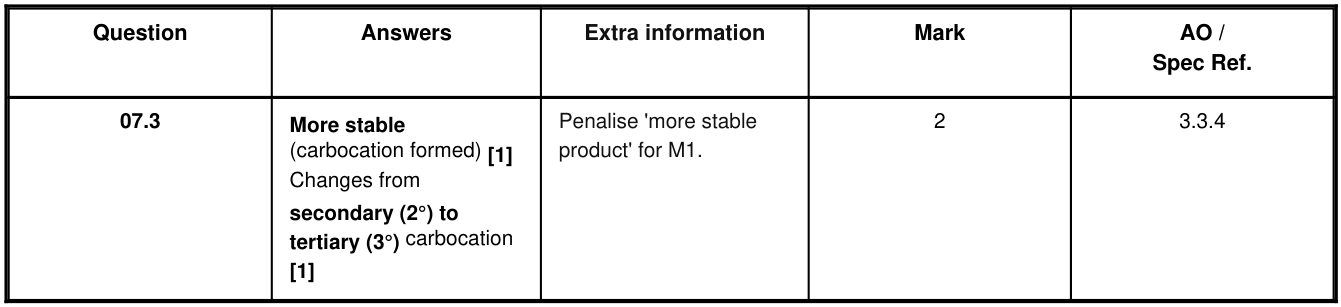 Question Answers Extra information Mark AO /
Spec Ref.
07.3 More stable Penalise 'more stable 2 3.3.4
(carbocation formed) [1] product' for M1.
Changes from
secondary (2°) to
tertiary (3°) carbocation
[1]